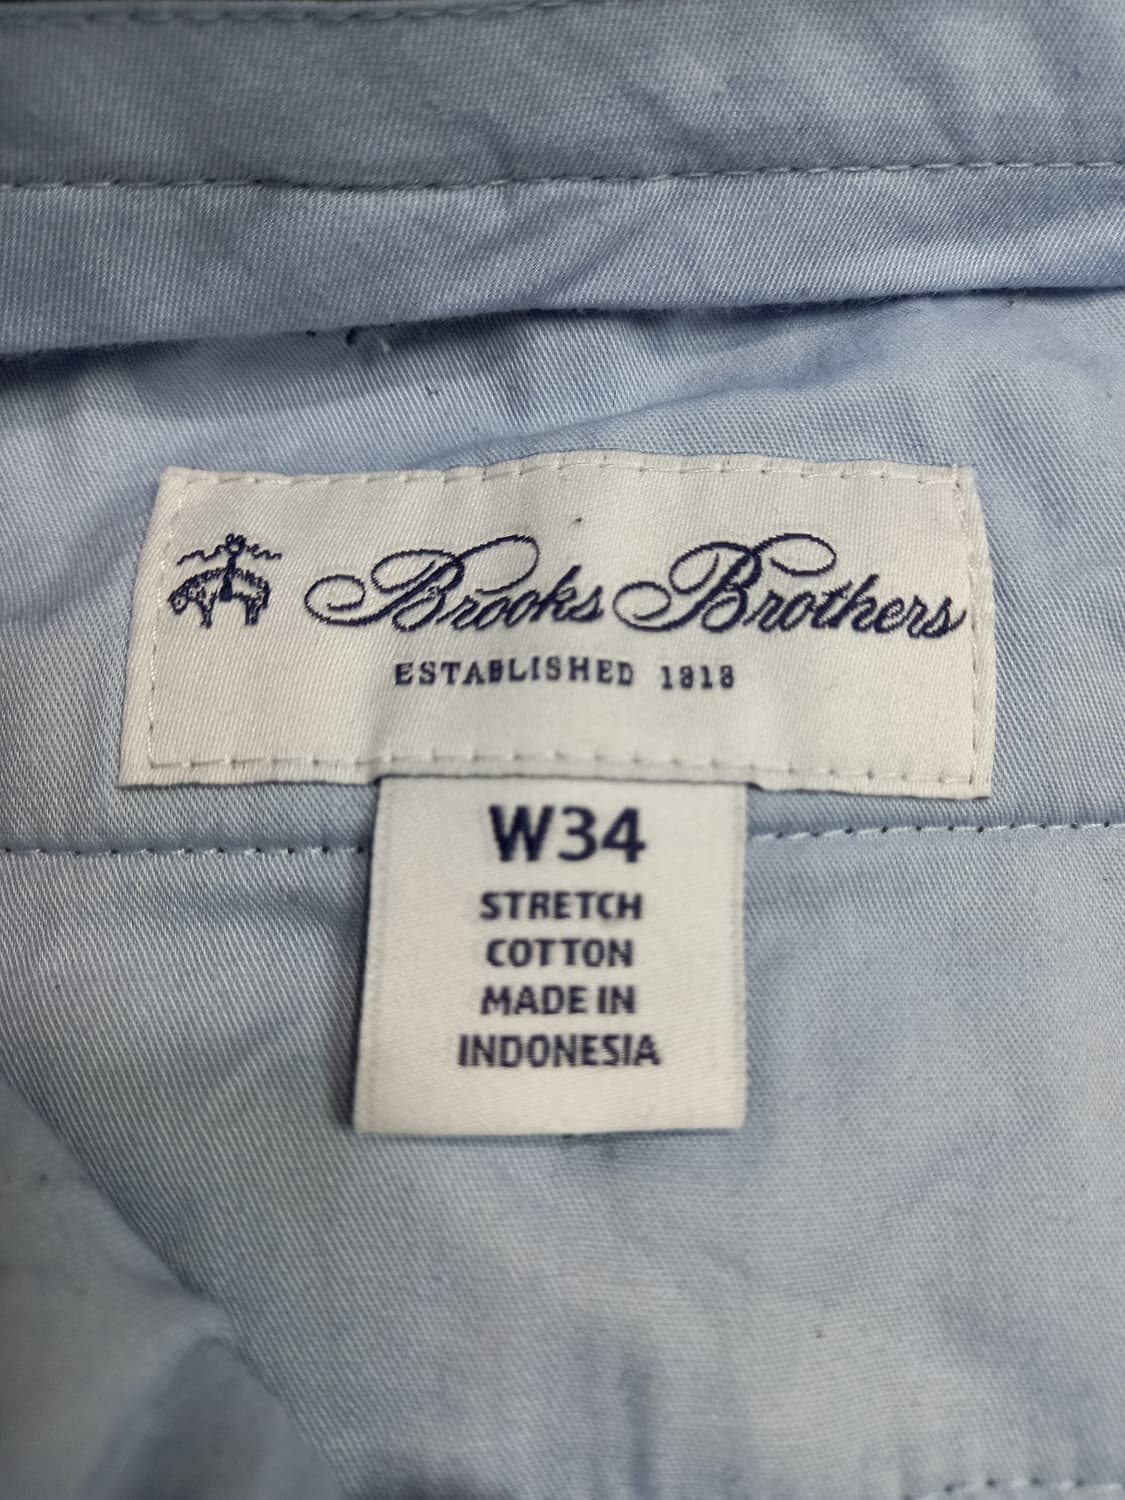 Brooks Brothers
ESTABLISHED 1818
W34
STRETCH
COTTON
MADE IN
INDONESIA